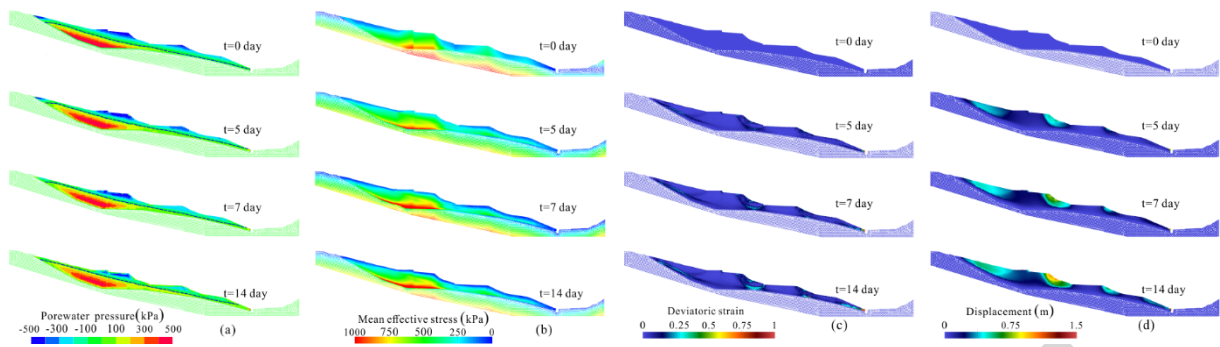 t=0 day
t=5 day
t=7 day
t=14 day
Porewater pressure(kPa)
-500 -300 -100 100 300 500
(a)
t=0 day
t=5 day
t=7 day
t=14 day
Mean effective stress (kPa)
1000 750 500 250 0
(b)
t=0 day
t=5 day
t=7 day
t=14 day
Deviatoric strain
0 0.25 0.5 0.75 1
(c)
t=0 day
t=5 day
t=7 day
t=14 day
Displacement (m)
0 0.75 1.5
(d)